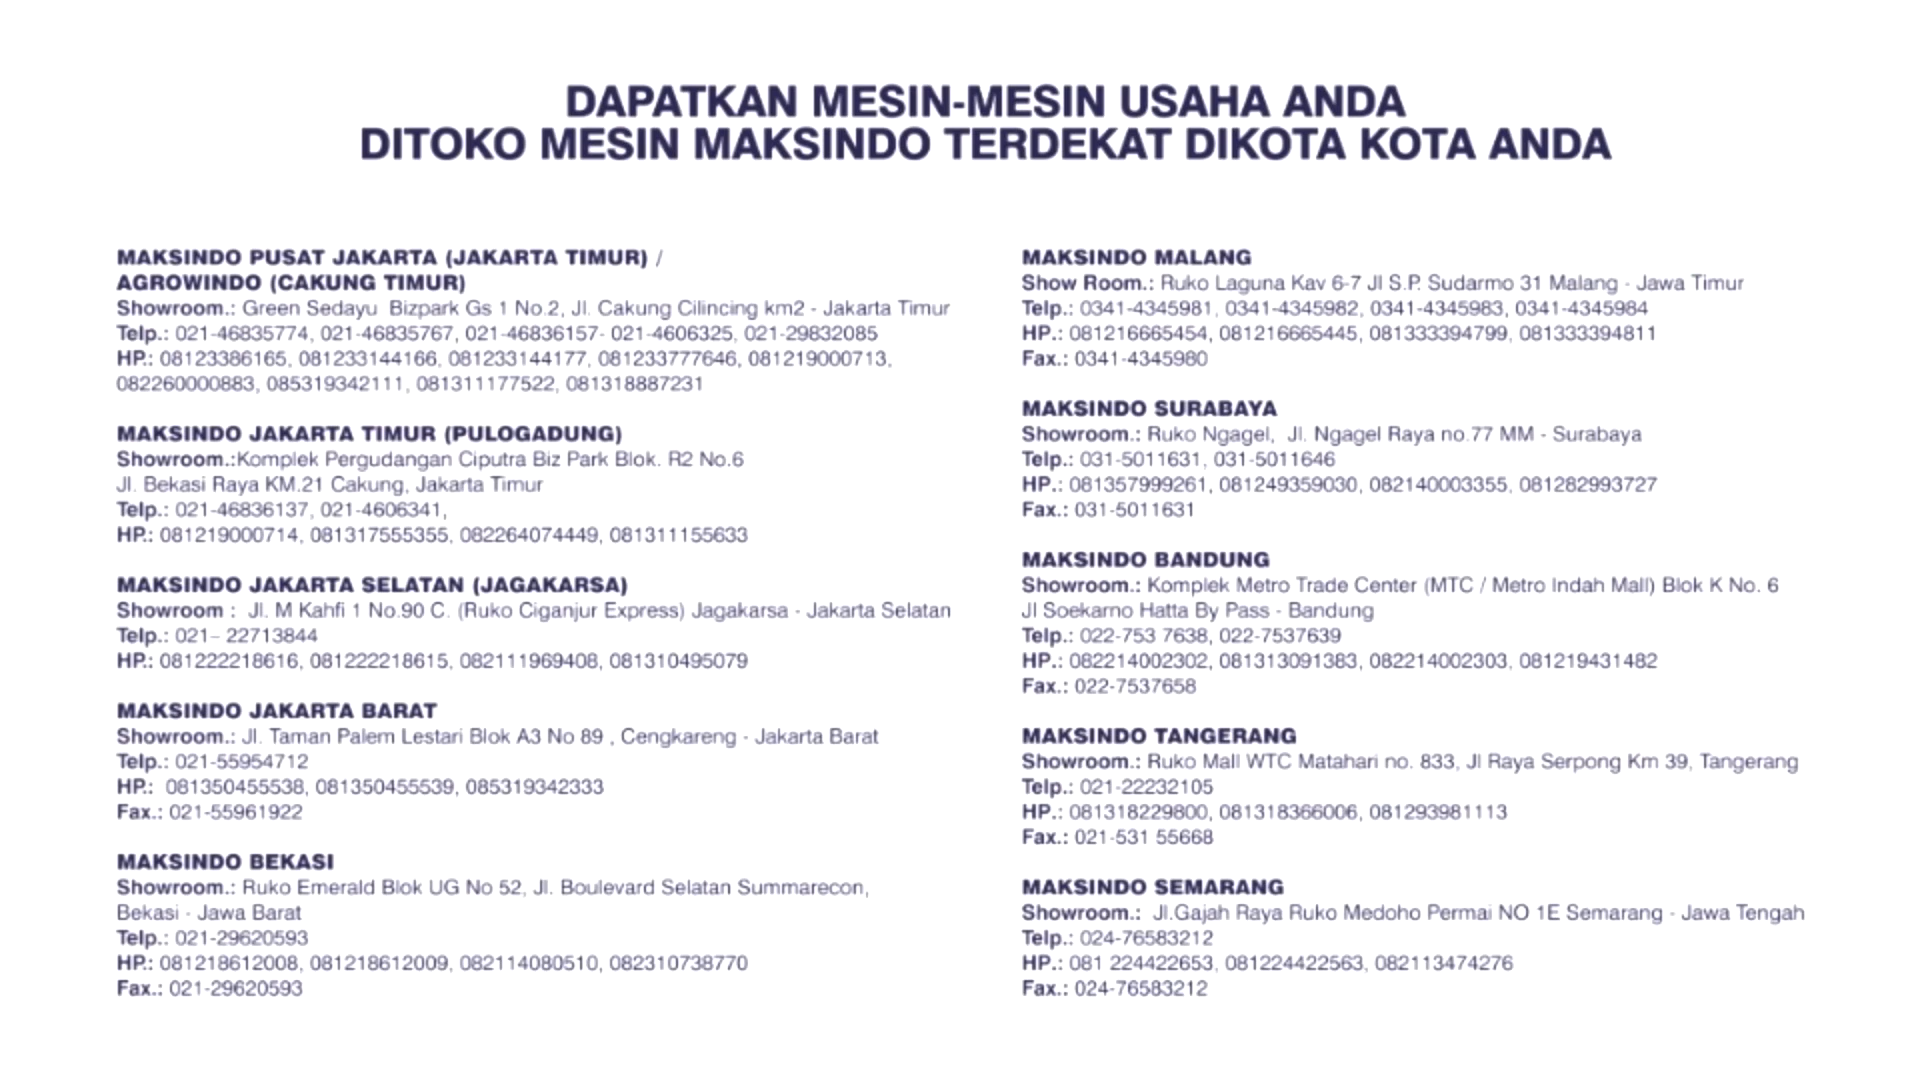 DAPATKAN MESIN-MESIN USAHA ANDA
DITOKO MESIN MAKSINDO TERDEKAT DIKOTA KOTA ANDA
MAKSINDO PUSAT JAKARTA (JAKARTA TIMUR) /
AGROWINDO (CAKUNG TIMUR)
Showroom.: Green Sedayu  Bizpark Gs 1 No.2, Jl. Cakung Cilincing km2 - Jakarta Timur
Telp.: 021-46835774, 021-46835767, 021-46836157- 021-4606325, 021-29832085
HP.: 08123386165, 081233144166, 081233144177, 081233777646, 081219000713,
082260000883, 085319342111, 081311177522, 081318887231
MAKSINDO JAKARTA TIMUR (PULOGADUNG)
Showroom.:Komplek Pergudangan Ciputra Biz Park Blok. R2 No.6
Jl. Bekasi Raya KM.21 Cakung, Jakarta Timur
Telp.: 021-46836137, 021-4606341,
HP.: 081219000714, 081317555355, 082264074449, 081311155633
MAKSINDO JAKARTA SELATAN (JAGAKARSA)
Showroom :  Jl. M Kahfi 1 No.90 C. (Ruko Ciganjur Express) Jagakarsa - Jakarta Selatan
Telp.: 021– 22713844
HP.: 081222218616, 081222218615, 082111969408, 081310495079
MAKSINDO JAKARTA BARAT
Showroom.: Jl. Taman Palem Lestari Blok A3 No 89 , Cengkareng - Jakarta Barat
Telp.: 021-55954712
HP.:  081350455538, 081350455539, 085319342333
Fax.: 021-55961922
MAKSINDO BEKASI
Showroom.: Ruko Emerald Blok UG No 52, Jl. Boulevard Selatan Summarecon,
Bekasi - Jawa Barat
Telp.: 021-29620593
HP.: 081218612008, 081218612009, 082114080510, 082310738770
Fax.: 021-29620593
MAKSINDO MALANG
Show Room.: Ruko Laguna Kav 6-7 Jl S.P. Sudarmo 31 Malang - Jawa Timur
Telp.: 0341-4345981, 0341-4345982, 0341-4345983, 0341-4345984
HP.: 081216665454, 081216665445, 081333394799, 081333394811
Fax.: 0341-4345980
MAKSINDO SURABAYA
Showroom.: Ruko Ngagel,  Jl. Ngagel Raya no.77 MM - Surabaya
Telp.: 031-5011631, 031-5011646
HP.: 081357999261, 081249359030, 082140003355, 081282993727
Fax.: 031-5011631
MAKSINDO BANDUNG
Showroom.: Komplek Metro Trade Center (MTC / Metro Indah Mall) Blok K No. 6
Jl Soekarno Hatta By Pass - Bandung
Telp.: 022-753 7638, 022-7537639
HP.: 082214002302, 081313091383, 082214002303, 081219431482
Fax.: 022-7537658
MAKSINDO TANGERANG
Showroom.: Ruko Mall WTC Matahari no. 833, Jl Raya Serpong Km 39, Tangerang
Telp.: 021-22232105
HP.: 081318229800, 081318366006, 081293981113
Fax.: 021-531 55668
MAKSINDO SEMARANG
Showroom.:  Jl.Gajah Raya Ruko Medoho Permai NO 1E Semarang - Jawa Tengah
Telp.: 024-76583212
HP.: 081 224422653, 081224422563, 082113474276
Fax.: 024-76583212